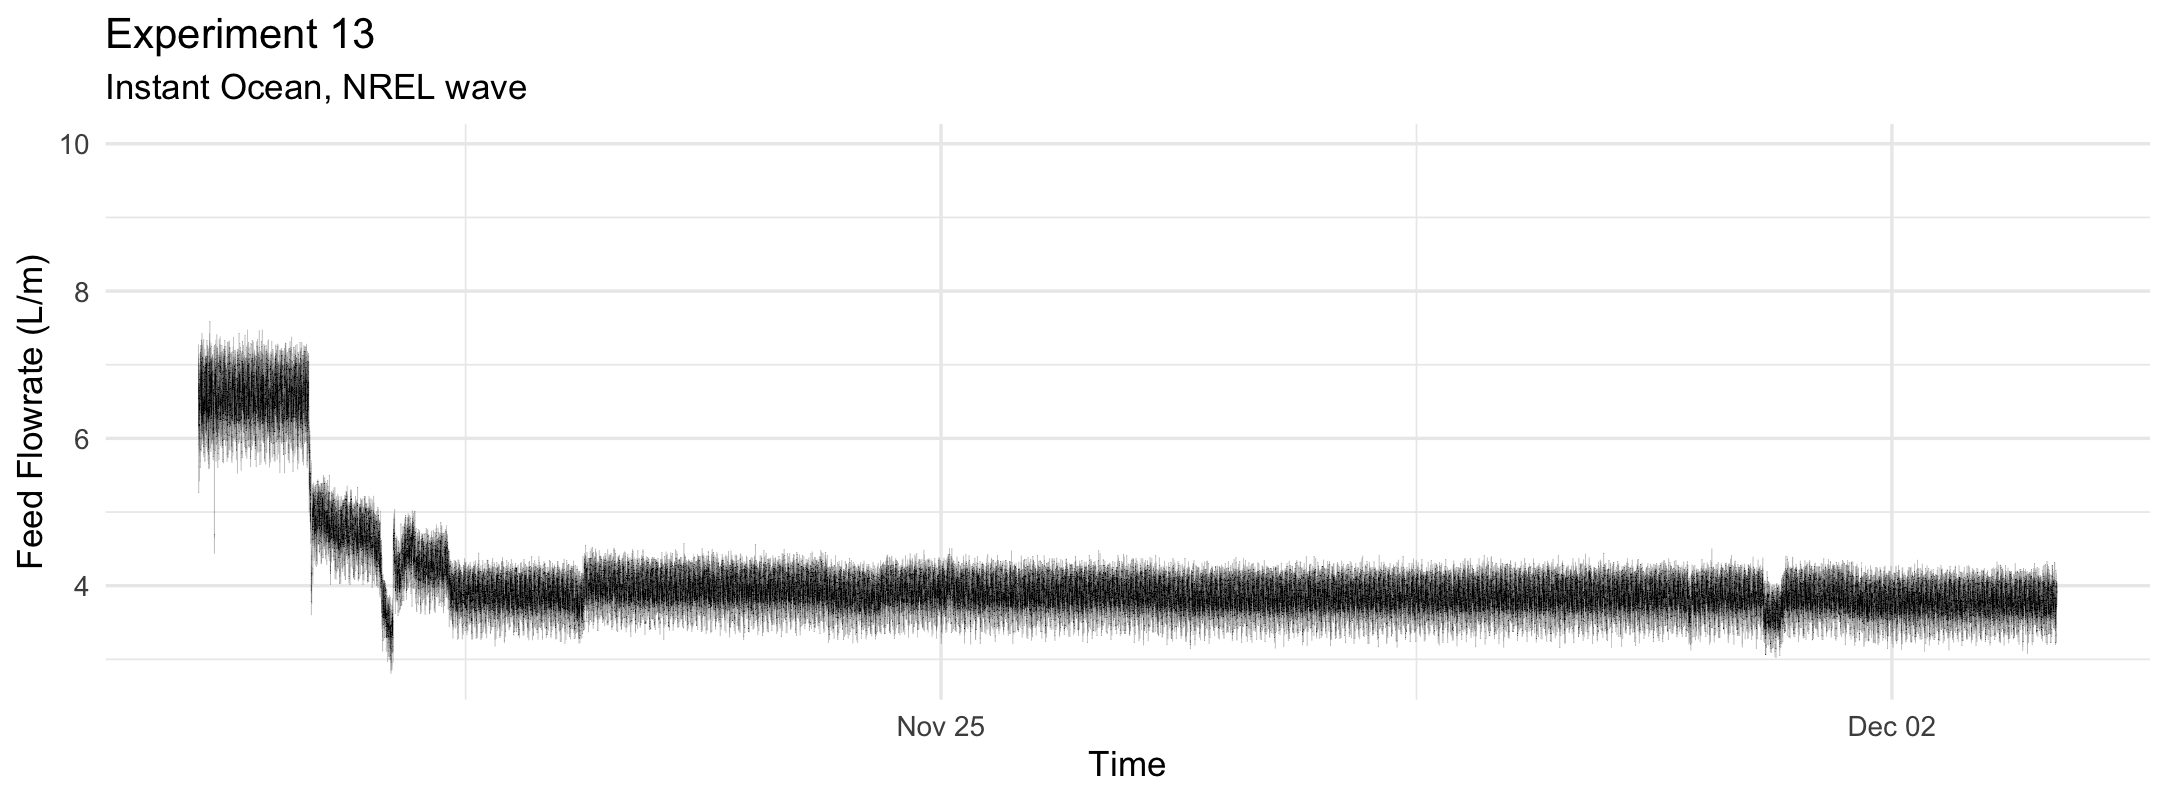 Experiment 13
Instant Ocean, NREL wave
10
8
6
4
Feed Flowrate (L/m)
Nov 25
Dec 02
Time